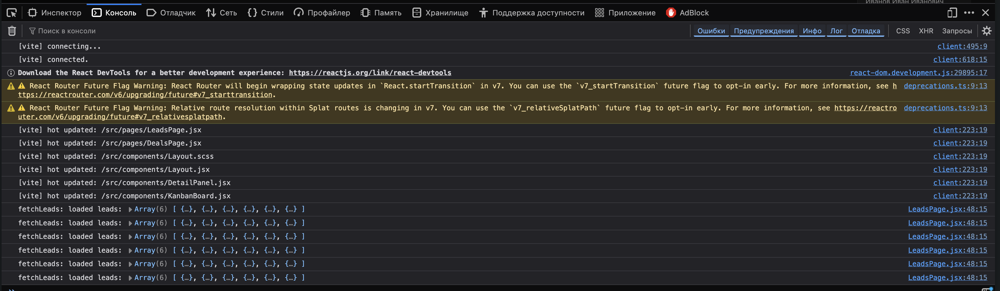 Иванов Иван Иванович
Инспектор Консоль Отладчик Сеть Стили Профайлер Память Хранилище Поддержка доступности Приложение AdBlock
Поиск в консоли Ошибки Предупреждения Инфо Лог Отладка CSS XHR Запросы
[vite] connecting... client:495:9
[vite] connected. client:618:15
Download the React DevTools for a better development experience: https://reactjs.org/link/react-devtools react-dom.development.js:29895:17
⚠️ React Router Future Flag Warning: React Router will begin wrapping state updates in `React.startTransition` in v7. You can use the `v7_startTransition` future flag to opt-in early. For more information, see h deprecations.ts:9:13
ttps://reactrouter.com/v6/upgrading/future#v7_starttransition.
⚠️ React Router Future Flag Warning: Relative route resolution within Splat routes is changing in v7. You can use the `v7_relativeSplatPath` future flag to opt-in early. For more information, see https://reactro deprecations.ts:9:13
uter.com/v6/upgrading/future#v7_relativesplatpath.
[vite] hot updated: /src/pages/LeadsPage.jsx client:223:19
[vite] hot updated: /src/pages/DealsPage.jsx client:223:19
[vite] hot updated: /src/components/Layout.scss client:223:19
[vite] hot updated: /src/components/Layout.jsx client:223:19
[vite] hot updated: /src/components/DetailPanel.jsx client:223:19
[vite] hot updated: /src/components/KanbanBoard.jsx client:223:19
fetchLeads: loaded leads: Array(6) [ {…}, {…}, {…}, {…}, {…}, {…} ] LeadsPage.jsx:48:15
fetchLeads: loaded leads: Array(6) [ {…}, {…}, {…}, {…}, {…}, {…} ] LeadsPage.jsx:48:15
fetchLeads: loaded leads: Array(6) [ {…}, {…}, {…}, {…}, {…}, {…} ] LeadsPage.jsx:48:15
fetchLeads: loaded leads: Array(6) [ {…}, {…}, {…}, {…}, {…}, {…} ] LeadsPage.jsx:48:15
fetchLeads: loaded leads: Array(6) [ {…}, {…}, {…}, {…}, {…}, {…} ] LeadsPage.jsx:48:15
fetchLeads: loaded leads: Array(6) [ {…}, {…}, {…}, {…}, {…}, {…} ] LeadsPage.jsx:48:15